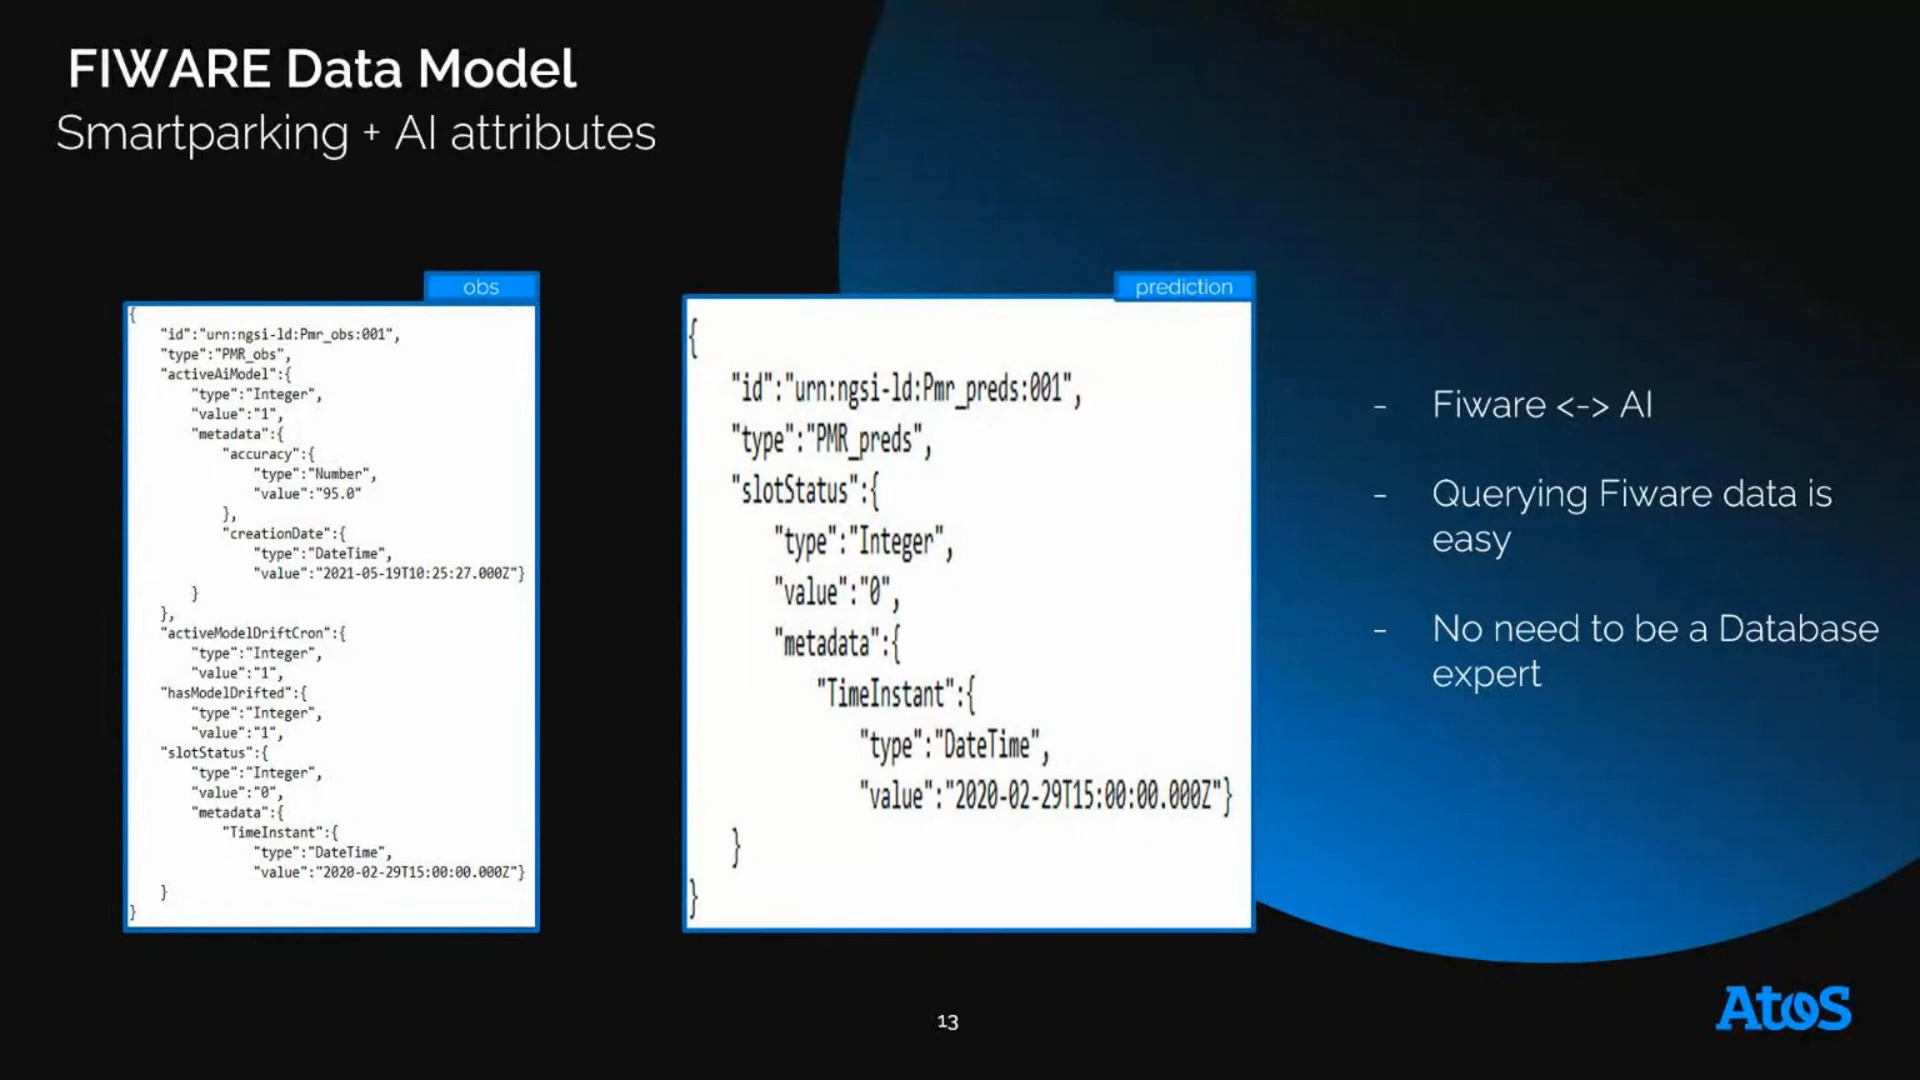 FIWARE Data Model
Smartparking + AI attributes
obs
{
"id":"urn:ngsi-ld:Pmr_obs:001",
"type":"PMR_obs",
"activeAiModel":{
"type":"Integer",
"value":"1",
"metadata":{
"accuracy":{
"type":"Number",
"value":"95.0"
},
"creationDate":{
"type":"DateTime",
"value":"2021-05-19T10:25:27.000Z"}
}
},
"activeModelDriftCron":{
"type":"Integer",
"value":"1",
"hasModelDrifted":{
"type":"Integer",
"value":"1",
"slotStatus":{
"type":"Integer",
"value":"0",
"metadata":{
"TimeInstant":{
"type":"DateTime",
"value":"2020-02-29T15:00:00.000Z"}
}
}
prediction
{
"id":"urn:ngsi-ld:Pmr_preds:001",
"type":"PMR_preds",
"slotStatus":{
"type":"Integer",
"value":"0",
"metadata":{
"TimeInstant":{
"type":"DateTime",
"value":"2020-02-29T15:00:00.000Z"}
}
}
- Fiware <-> AI
- Querying Fiware data is
easy
- No need to be a Database
expert
13
Atos